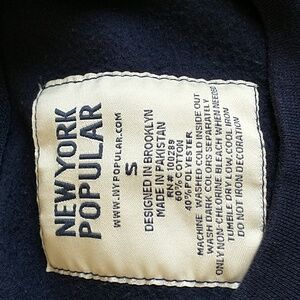 NEW YORK
POPULAR
WWW.NYPOPULAR.COM
S
DESIGNED IN BROOKLYN
MADE IN PAKISTAN
RN# 100289
60% COTTON
40% POLYESTER
MACHINE WASHED COLD INSIDE OUT
WASH DARK COLORS SEPARATELY
ONLY NON-CHLORINE BLEACH WHEN NEEDED
TUMBLE DRY LOW, COOL IRON
DO NOT IRON DECORATION